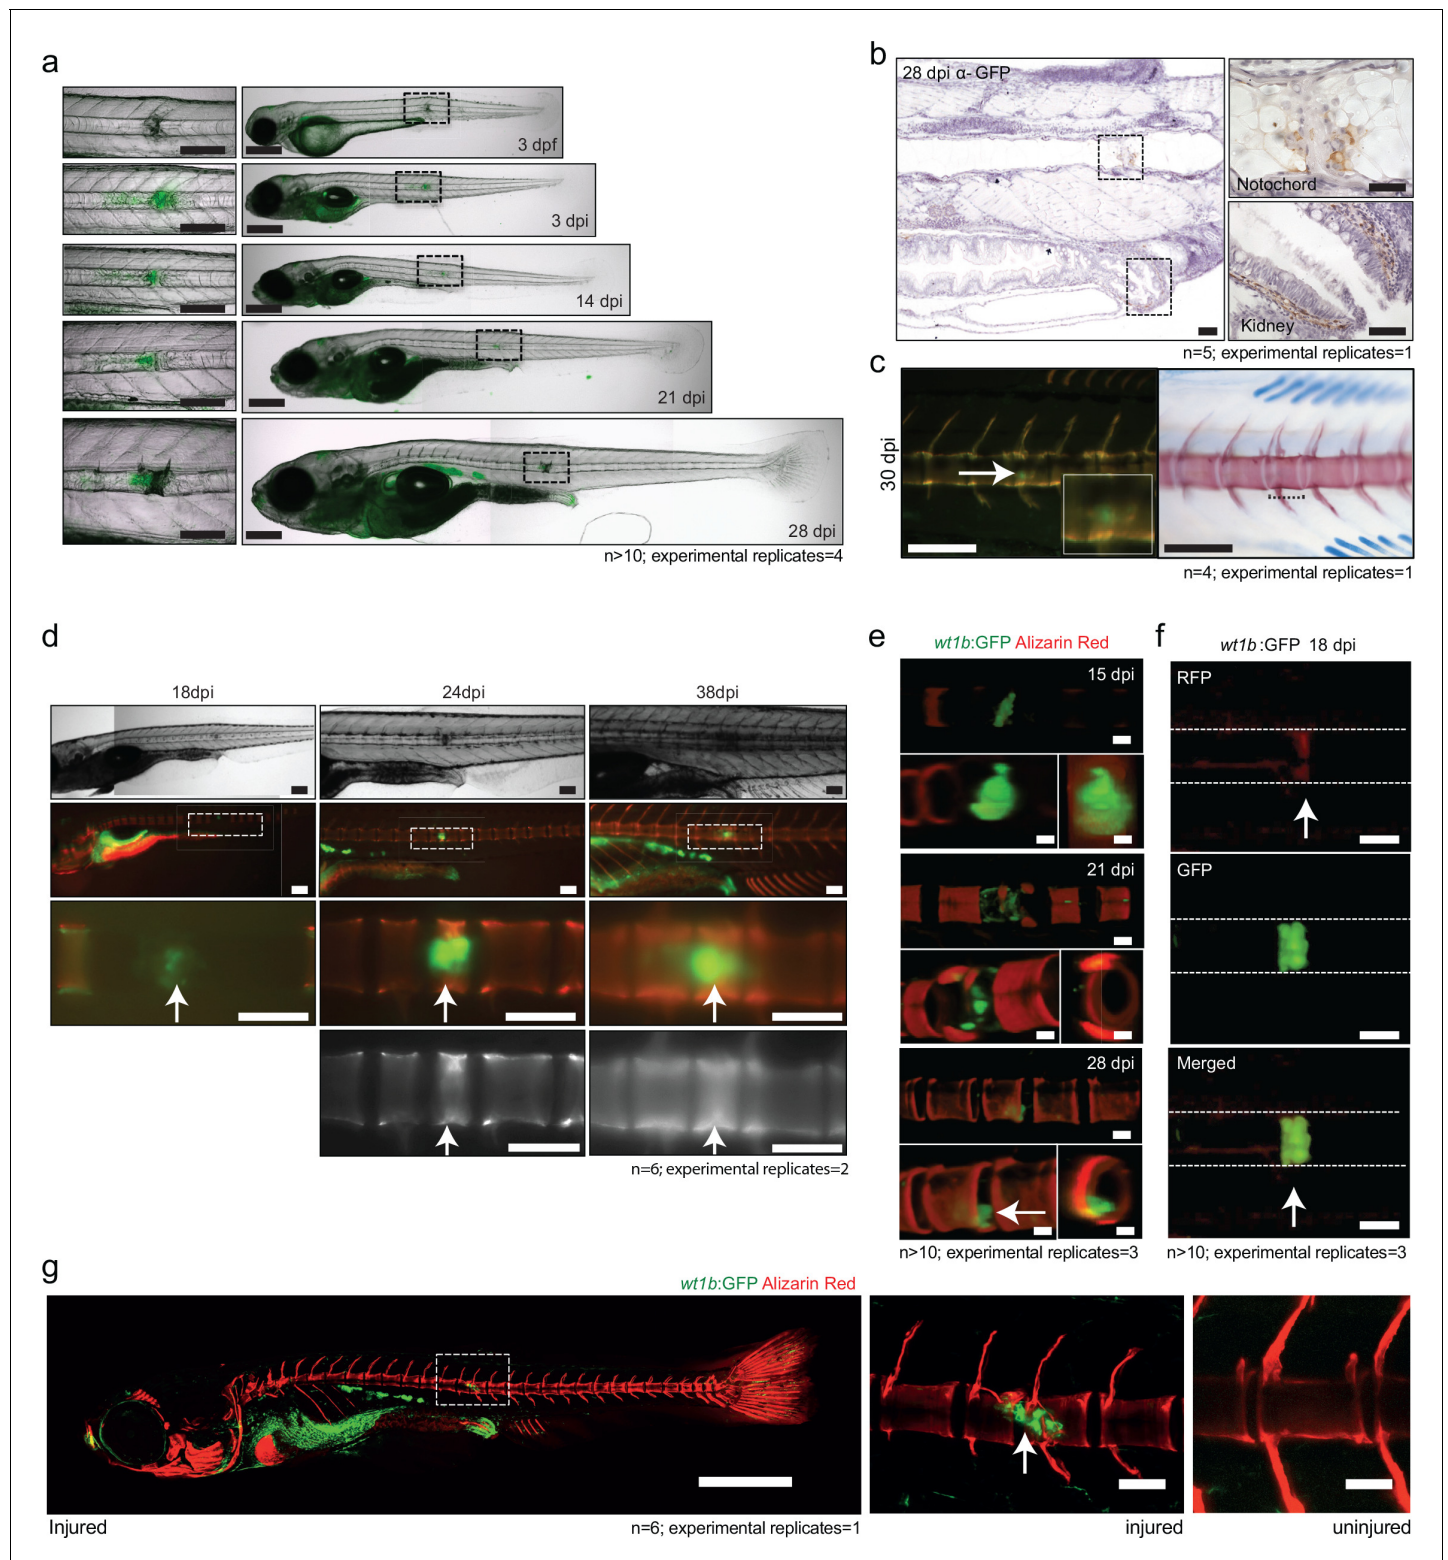 a
3 dpf
3 dpi
14 dpi
21 dpi
28 dpi
n>10; experimental replicates=4
b
28 dpi α- GFP
Notochord
Kidney
n=5; experimental replicates=1
c
30 dpi
n=4; experimental replicates=1
d
18dpi
24dpi
38dpi
n=6; experimental replicates=2
e
wt1b:GFP Alizarin Red
15 dpi
21 dpi
28 dpi
n>10; experimental replicates=3
f
wt1b:GFP 18 dpi
RFP
GFP
Merged
n>10; experimental replicates=3
g
wt1b:GFP Alizarin Red
Injured
n=6; experimental replicates=1
injured
uninjured